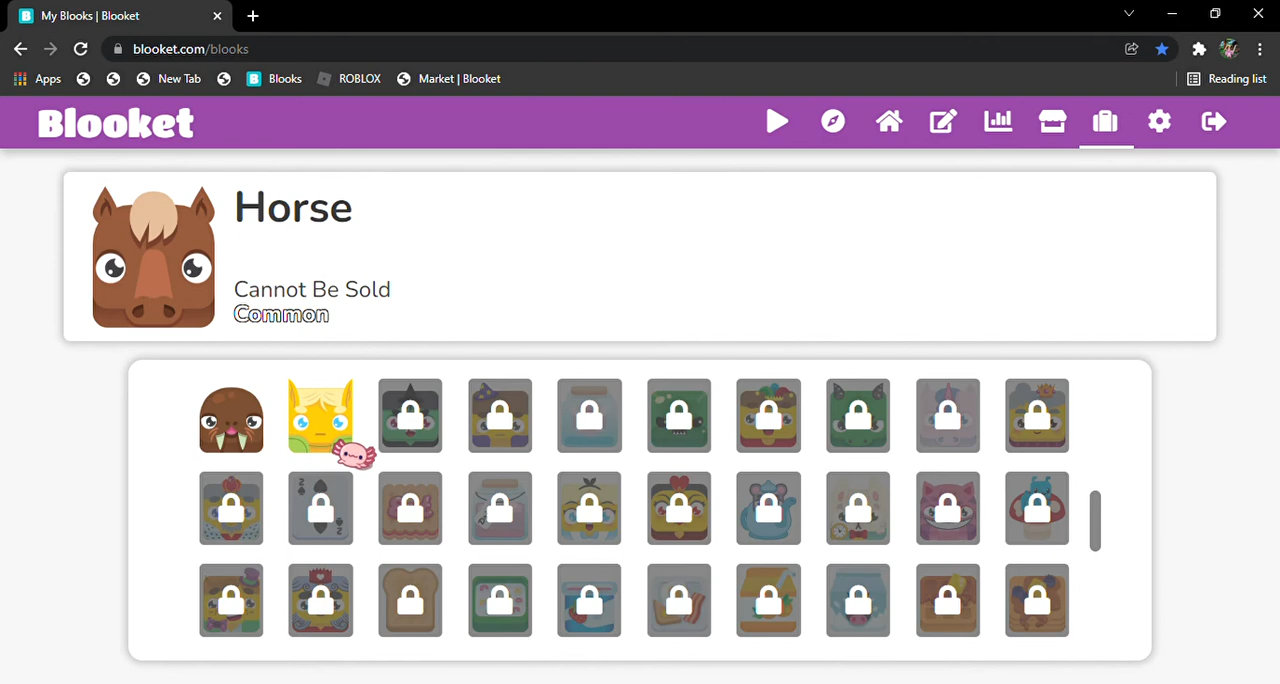 My Blooks | Blooket
blooket.com/blooks
Apps
New Tab
Blooks
ROBLOX
Market | Blooket
Reading list
Blooket
Horse
Cannot Be Sold
Common